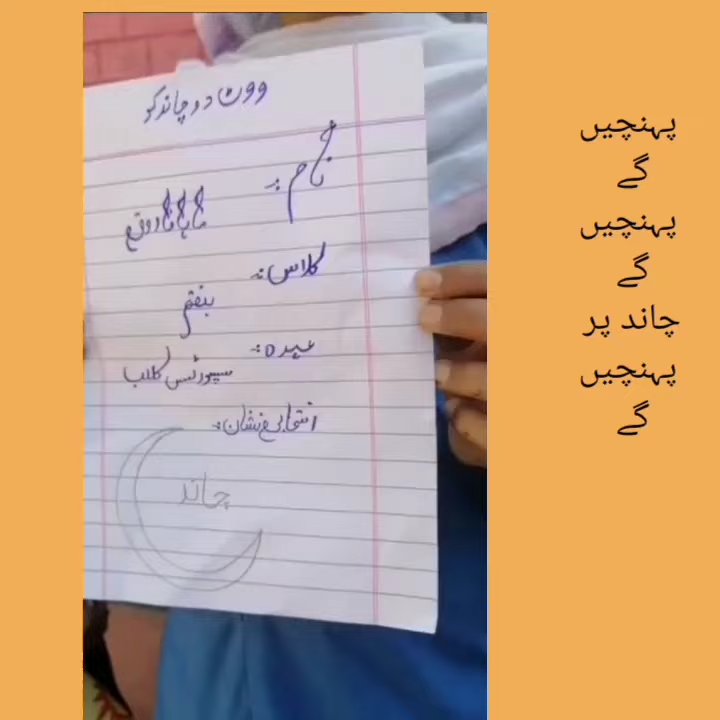 ووٹ دو چاند کو
نام :-
کلاس :-
ہفتم
عہدہ :-
سپورٹس کلب
انتخابی نشان :-
چاند
پہنچیں
گے
پہنچیں
گے
چاند پر
پہنچیں
گے